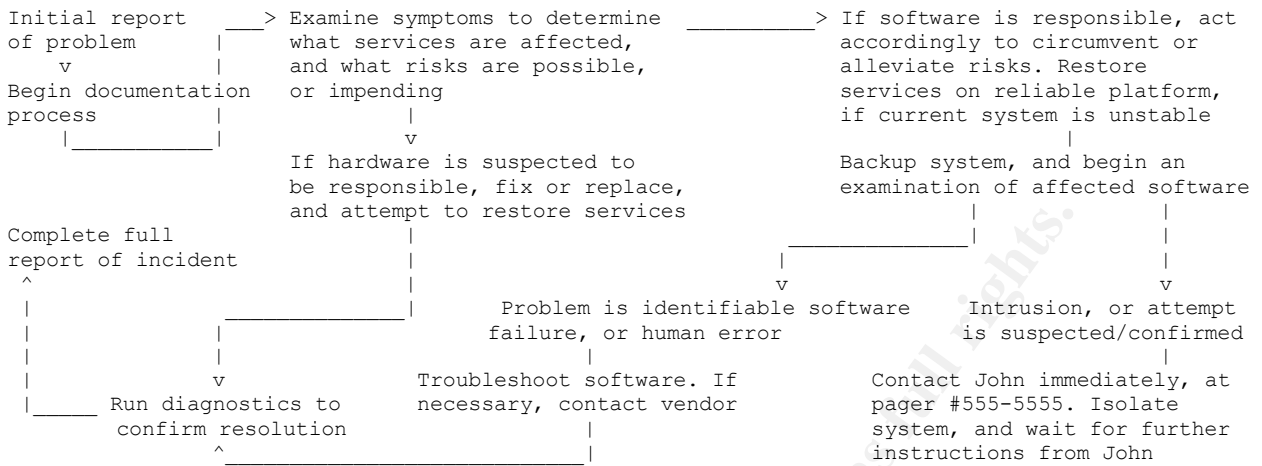 Initial report
of problem
Begin documentation
process
Examine symptoms to determine
what services are affected,
and what risks are possible,
or impending
If software is responsible, act
accordingly to circumvent or
alleviate risks. Restore
services on reliable platform,
if current system is unstable
If hardware is suspected to
be responsible, fix or replace,
and attempt to restore services
Backup system, and begin an
examination of affected software
Complete full
report of incident
Problem is identifiable software
failure, or human error
Intrusion, or attempt
is suspected/confirmed
Run diagnostics to
confirm resolution
Troubleshoot software. If
necessary, contact vendor
Contact John immediately, at
pager #555-5555. Isolate
system, and wait for further
instructions from John
full rights.